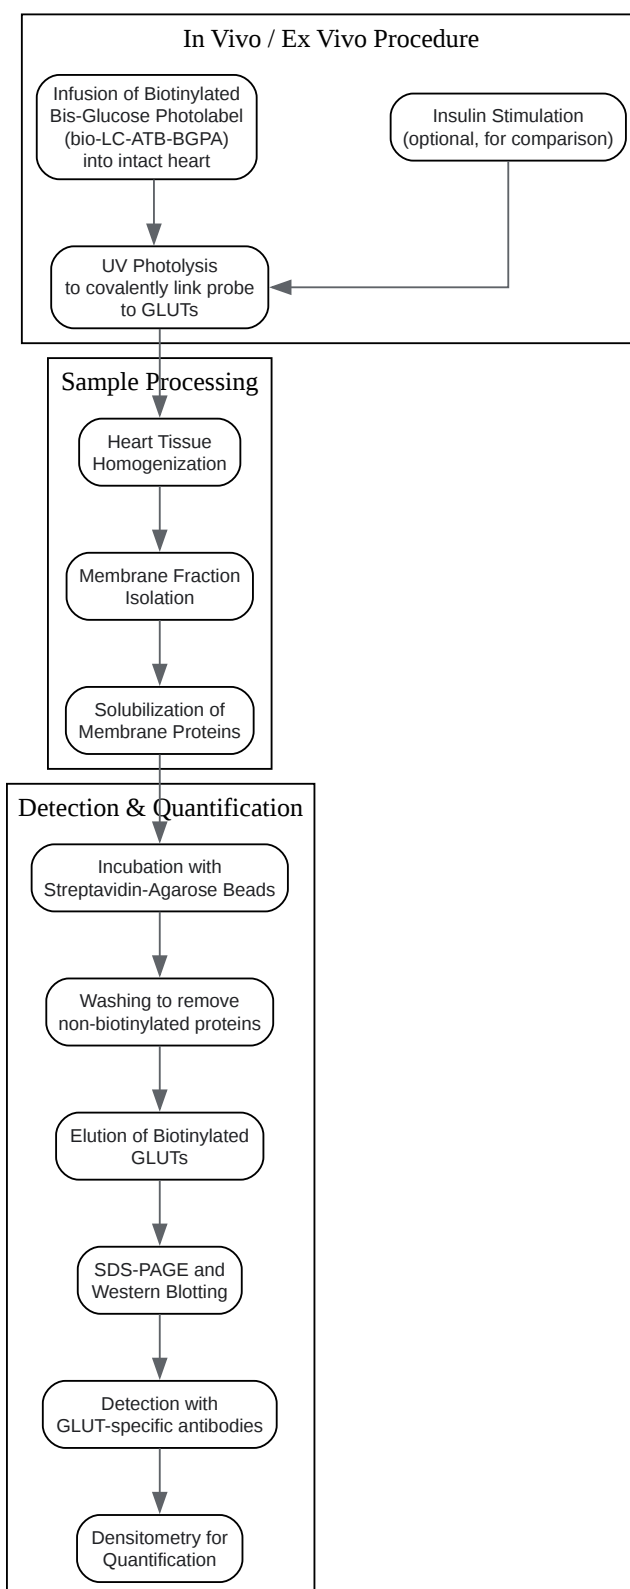 In Vivo / Ex Vivo Procedure
Infusion of Biotinylated
Bis-Glucose Photolabel
(bio-LC-ATB-BGPA)
into intact heart
Insulin Stimulation
(optional, for comparison)
UV Photolysis
to covalently link probe
to GLUTs
Sample Processing
Heart Tissue
Homogenization
Membrane Fraction
Isolation
Solubilization of
Membrane Proteins
Detection & Quantification
Incubation with
Streptavidin-Agarose Beads
Washing to remove
non-biotinylated proteins
Elution of Biotinylated
GLUTs
SDS-PAGE and
Western Blotting
Detection with
GLUT-specific antibodies
Densitometry for
Quantification